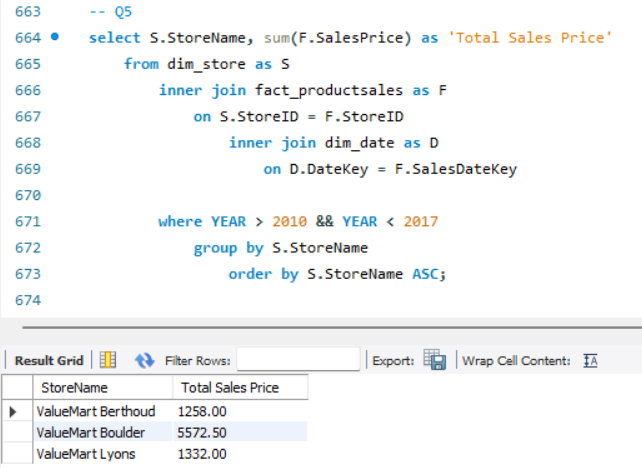 663 -- Q5
664 select S.StoreName, sum(F.SalesPrice) as 'Total Sales Price'
665 from dim_store as S
666 inner join fact_productsales as F
667 on S.StoreID = F.StoreID
668 inner join dim_date as D
669 on D.DateKey = F.SalesDateKey
670
671 where YEAR > 2010 && YEAR < 2017
672 group by S.StoreName
673 order by S.StoreName ASC;
674
Result Grid Filter Rows: Export: Wrap Cell Content:
StoreName Total Sales Price
ValueMart Berthoud 1258.00
ValueMart Boulder 5572.50
ValueMart Lyons 1332.00